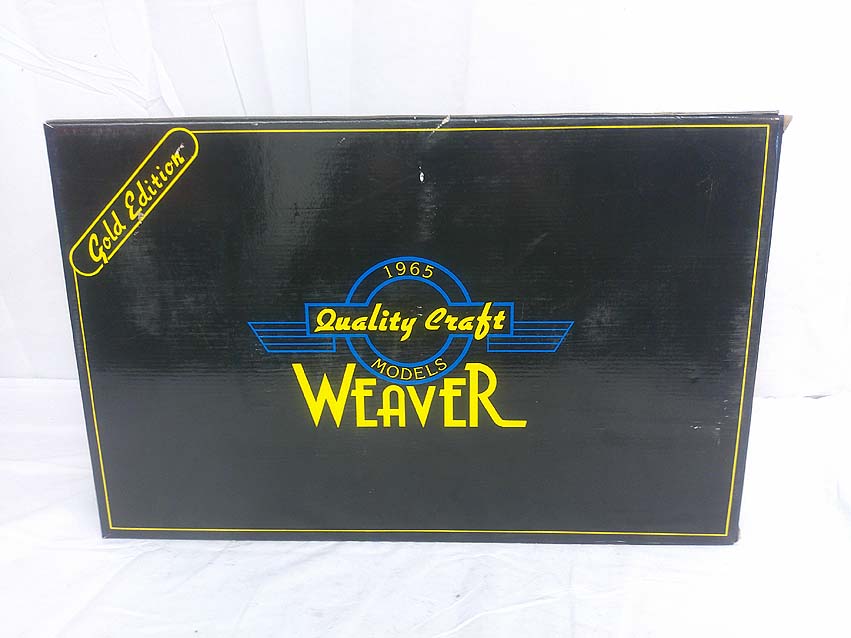 Gold Edition
1965
Quality Craft
MODELS
WEAVER